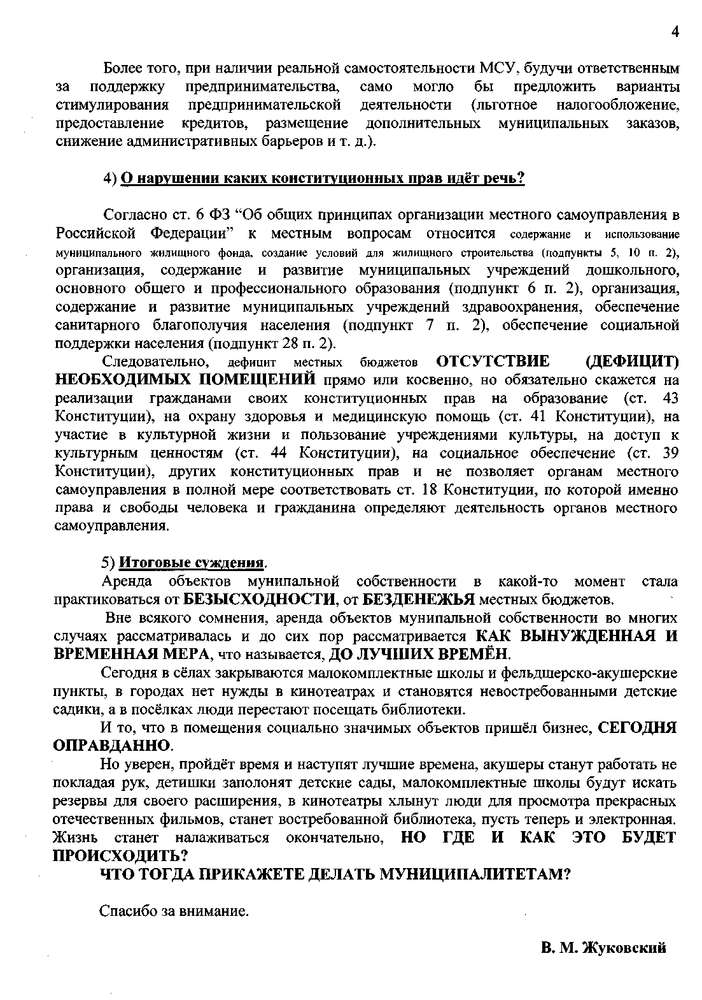 4
Более того, при наличии реальной самостоятельности МСУ, будучи ответственным
за поддержку предпринимательства, само могло бы предложить варианты
стимулирования предпринимательской деятельности (льготное налогообложение,
предоставление кредитов, размещение дополнительных муниципальных заказов,
снижение административных барьеров и т. д.).
4) О нарушении каких конституционных прав идёт речь?
Согласно ст. 6 ФЗ “Об общих принципах организации местного самоуправления в
Российской Федерации” к местным вопросам относится содержание и использование
муниципального жилищного фонда, создание условий для жилищного строительства (подпункты 5, 10 п. 2),
организация, содержание и развитие муниципальных учреждений дошкольного,
основного общего и профессионального образования (подпункт 6 п. 2), организация,
содержание и развитие муниципальных учреждений здравоохранения, обеспечение
санитарного благополучия населения (подпункт 7 п. 2), обеспечение социальной
поддержки населения (подпункт 28 п. 2).
Следовательно, дефицит местных бюджетов ОТСУТСТВИЕ (ДЕФИЦИТ)
НЕОБХОДИМЫХ ПОМЕЩЕНИЙ прямо или косвенно, но обязательно скажется на
реализации гражданами своих конституционных прав на образование (ст. 43
Конституции), на охрану здоровья и медицинскую помощь (ст. 41 Конституции), на
участие в культурной жизни и пользование учреждениями культуры, на доступ к
культурным ценностям (ст. 44 Конституции), на социальное обеспечение (ст. 39
Конституции), других конституционных прав и не позволяет органам местного
самоуправления в полной мере соответствовать ст. 18 Конституции, по которой именно
права и свободы человека и гражданина определяют деятельность органов местного
самоуправления.
5) Итоговые суждения.
Аренда объектов мунипальной собственности в какой-то момент стала
практиковаться от БЕЗЫСХОДНОСТИ, от БЕЗДЕНЕЖЬЯ местных бюджетов.
Вне всякого сомнения, аренда объектов мунипальной собственности во многих
случаях рассматривалась и до сих пор рассматривается КАК ВЫНУЖДЕННАЯ И
ВРЕМЕННАЯ МЕРА, что называется, ДО ЛУЧШИХ ВРЕМЁН.
Сегодня в сёлах закрываются малокомплектные школы и фельдшерско-акушерские
пункты, в городах нет нужды в кинотеатрах и становятся невостребованными детские
садики, а в посёлках люди перестают посещать библиотеки.
И то, что в помещения социально значимых объектов пришёл бизнес, СЕГОДНЯ
ОПРАВДАННО.
Но уверен, пройдёт время и наступят лучшие времена, акушеры станут работать не
покладая рук, детишки заполонят детские сады, малокомплектные школы будут искать
резервы для своего расширения, в кинотеатры хлынут люди для просмотра прекрасных
отечественных фильмов, станет востребованной библиотека, пусть теперь и электронная.
Жизнь станет налаживаться окончательно, НО ГДЕ И КАК ЭТО БУДЕТ
ПРОИСХОДИТЬ?
ЧТО ТОГДА ПРИКАЖЕТЕ ДЕЛАТЬ МУНИЦИПАЛИТЕТАМ?
Спасибо за внимание.
В. М. Жуковский